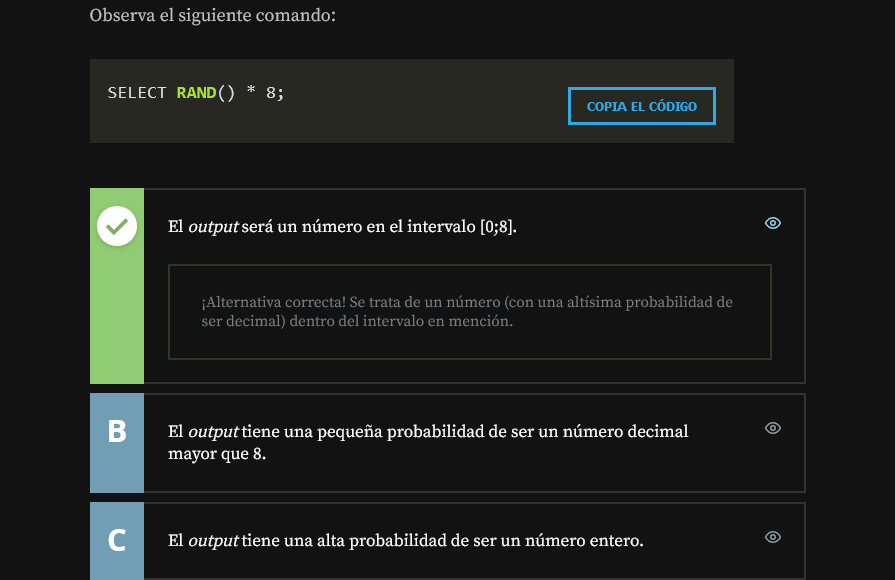 Observa el siguiente comando:
SELECT RAND() * 8;
COPIA EL CÓDIGO
El output será un número en el intervalo [0;8].
¡Alternativa correcta! Se trata de un número (con una altísima probabilidad de
ser decimal) dentro del intervalo en mención.
B
El output tiene una pequeña probabilidad de ser un número decimal
mayor que 8.
C
El output tiene una alta probabilidad de ser un número entero.